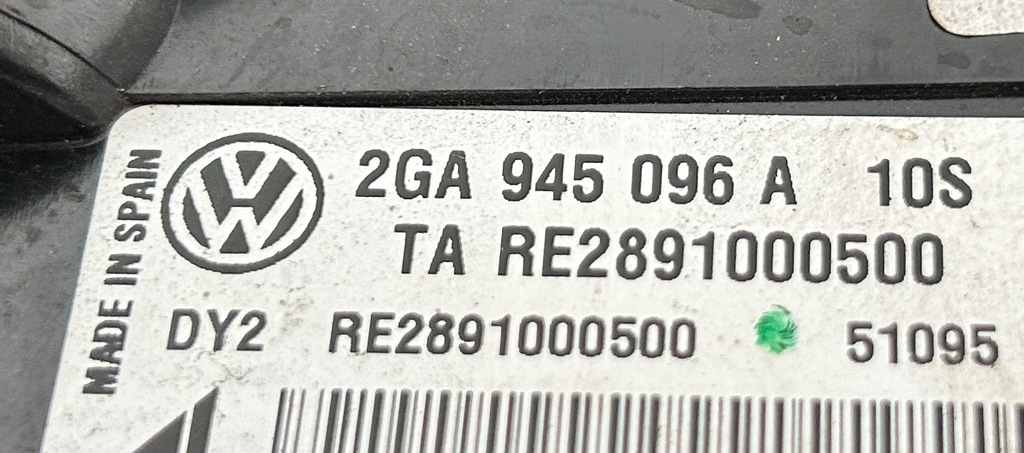 2GA 945 096 A 10S
TA RE2891000500
DY2 RE2891000500 51095
MADE IN SPAIN